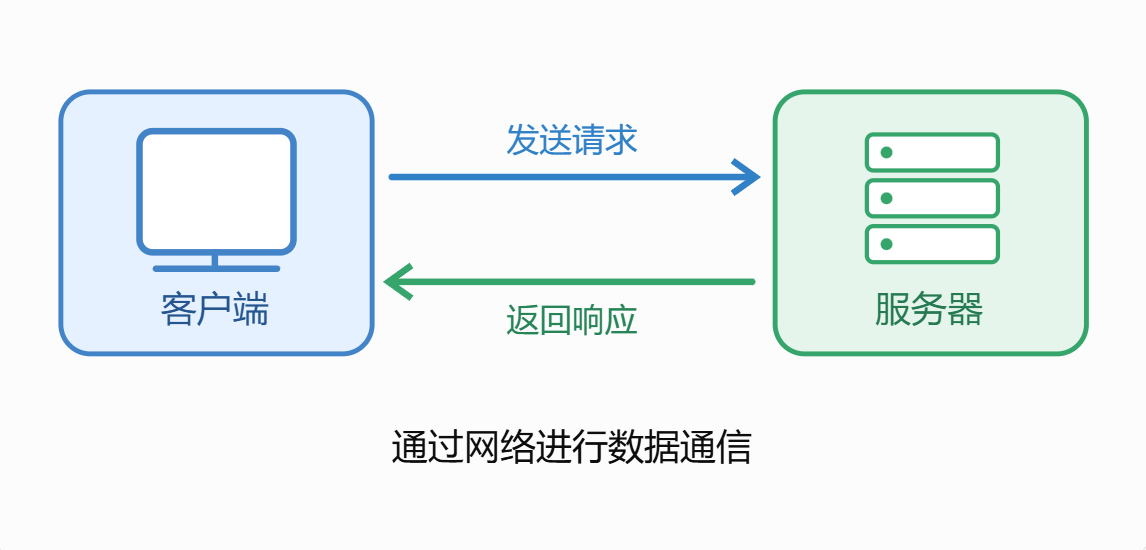 发送请求
客户端
服务器
返回响应
通过网络进行数据通信